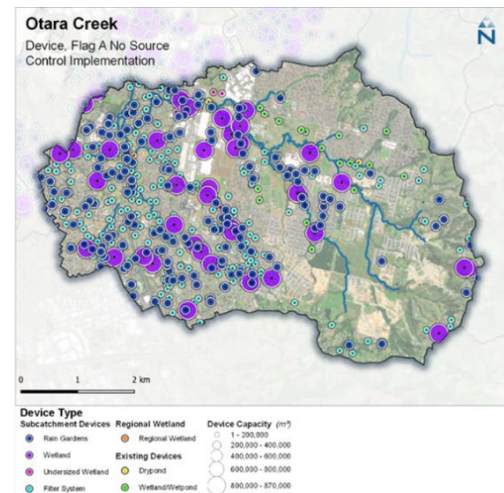 Otara Creek
Device, Flag A No Source
Control Implementation
N
0 1 2 km
Device Type
Subcatchment Devices
Rain Gardens
Wetland
Undersized Wetland
Filter System
Regional Wetland
Regional Wetland
Existing Devices
Drypond
Wetland/Wetpond
Device Capacity (m³)
1 - 200,000
200,000 - 400,000
400,000 - 600,000
600,000 - 800,000
800,000 - 870,000